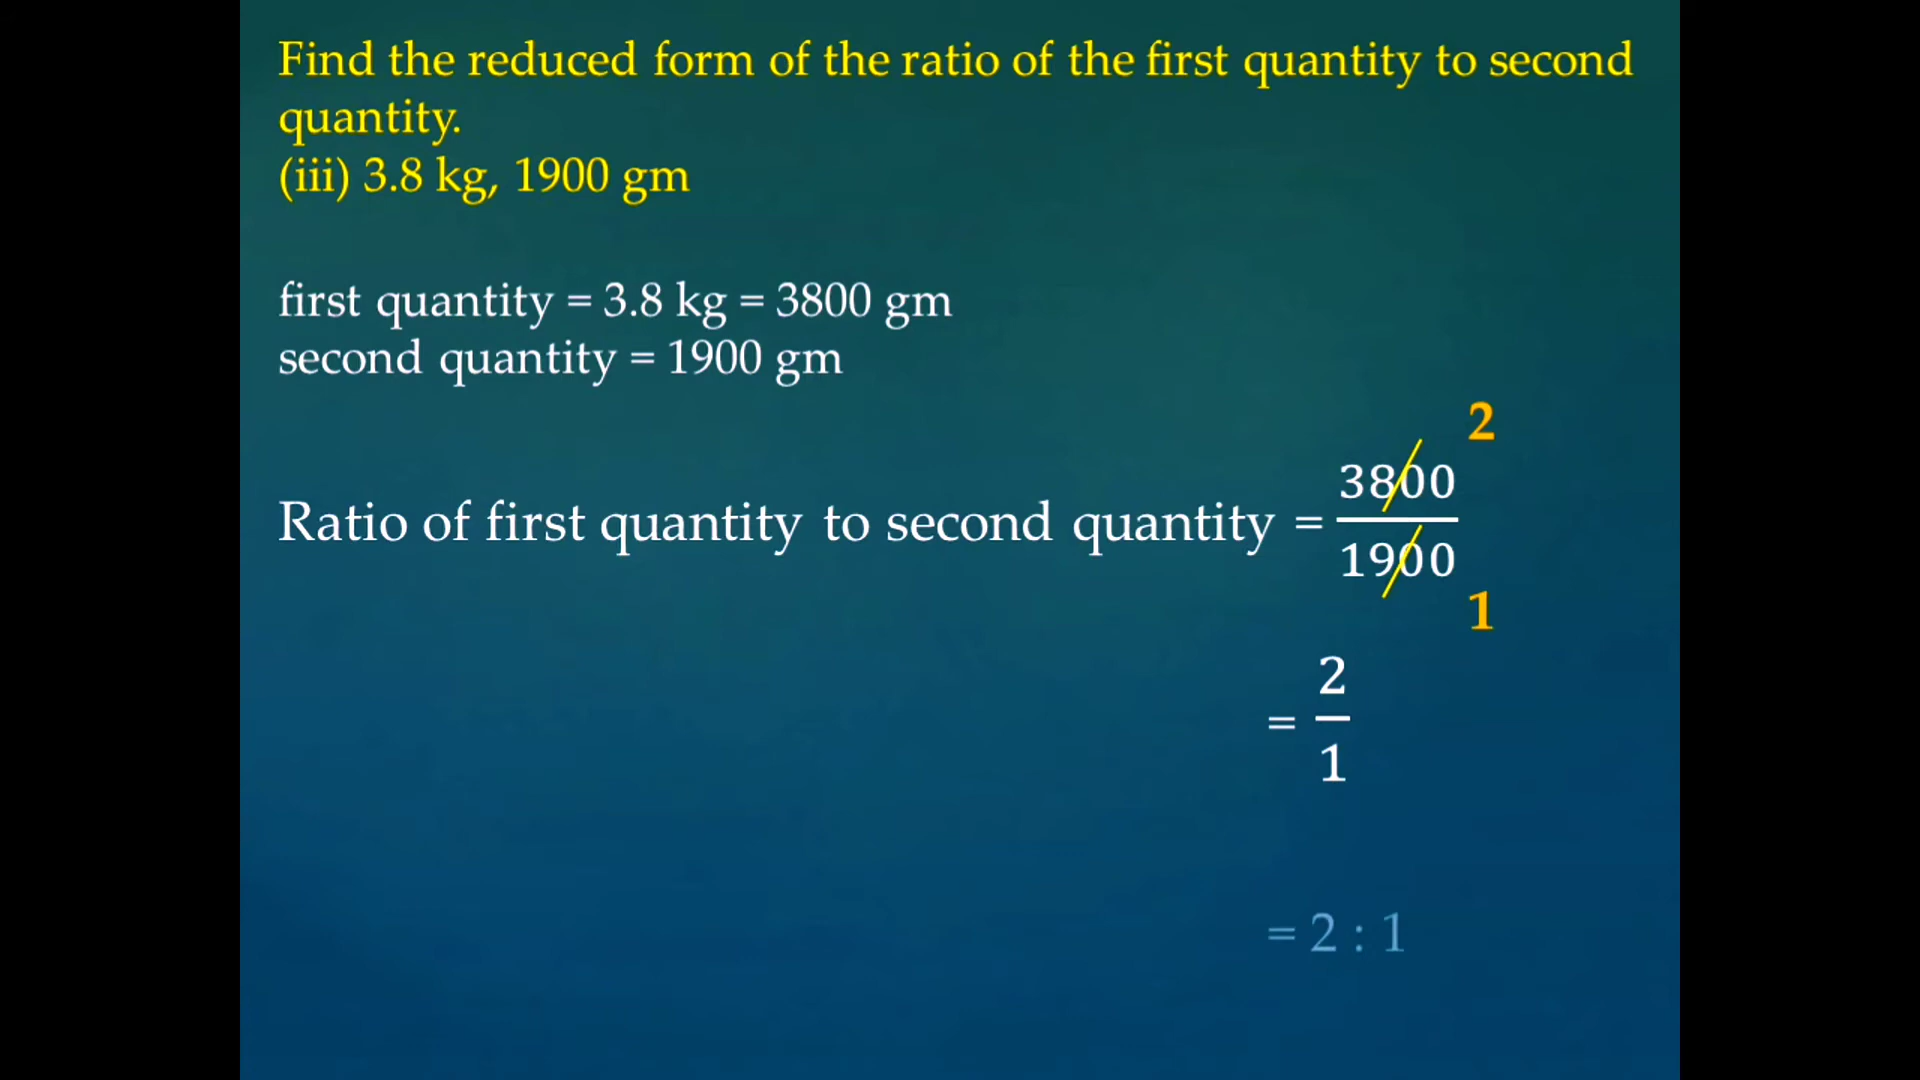 Find the reduced form of the ratio of the first quantity to second
quantity.
(iii) 3.8 kg, 1900 gm
first quantity = 3.8 kg = 3800 gm
second quantity = 1900 gm
2
3800
Ratio of first quantity to second quantity =
1900
1
2
=
1
= 2 : 1